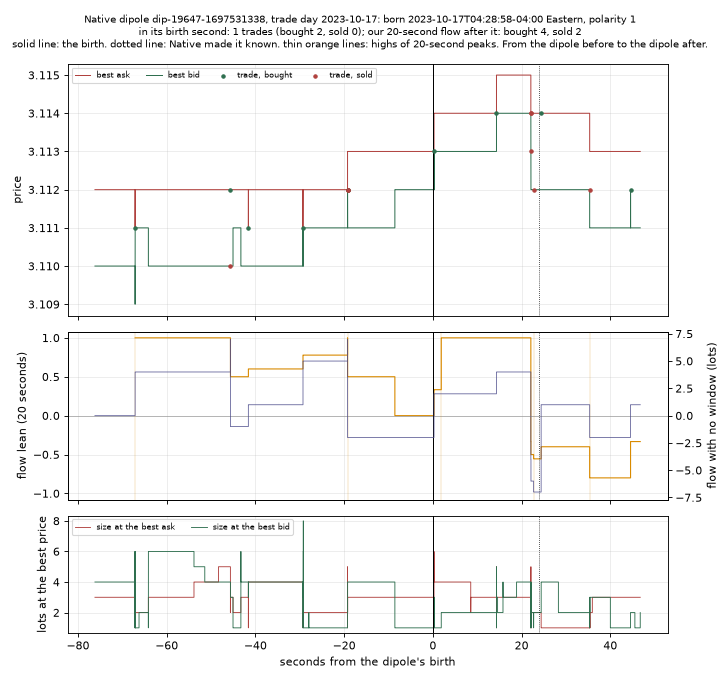 Native dipole dip-19647-1697531338, trade day 2023-10-17: born 2023-10-17T04:28:58-04:00 Eastern, polarity 1
in its birth second: 1 trades (bought 2, sold 0); our 20-second flow after it: bought 4, sold 2
solid line: the birth. dotted line: Native made it known. thin orange lines: highs of 20-second peaks. From the dipole before to the dipole after.
best ask
best bid
trade, bought
trade, sold
3.115
3.114
3.113
3.112
3.111
3.110
3.109
price
1.0
0.5
0.0
−0.5
−1.0
flow lean (20 seconds)
7.5
5.0
2.5
0.0
−2.5
−5.0
−7.5
flow with no window (lots)
size at the best ask
size at the best bid
8
6
4
2
lots at the best price
−80
−60
−40
−20
0
20
40
seconds from the dipole's birth